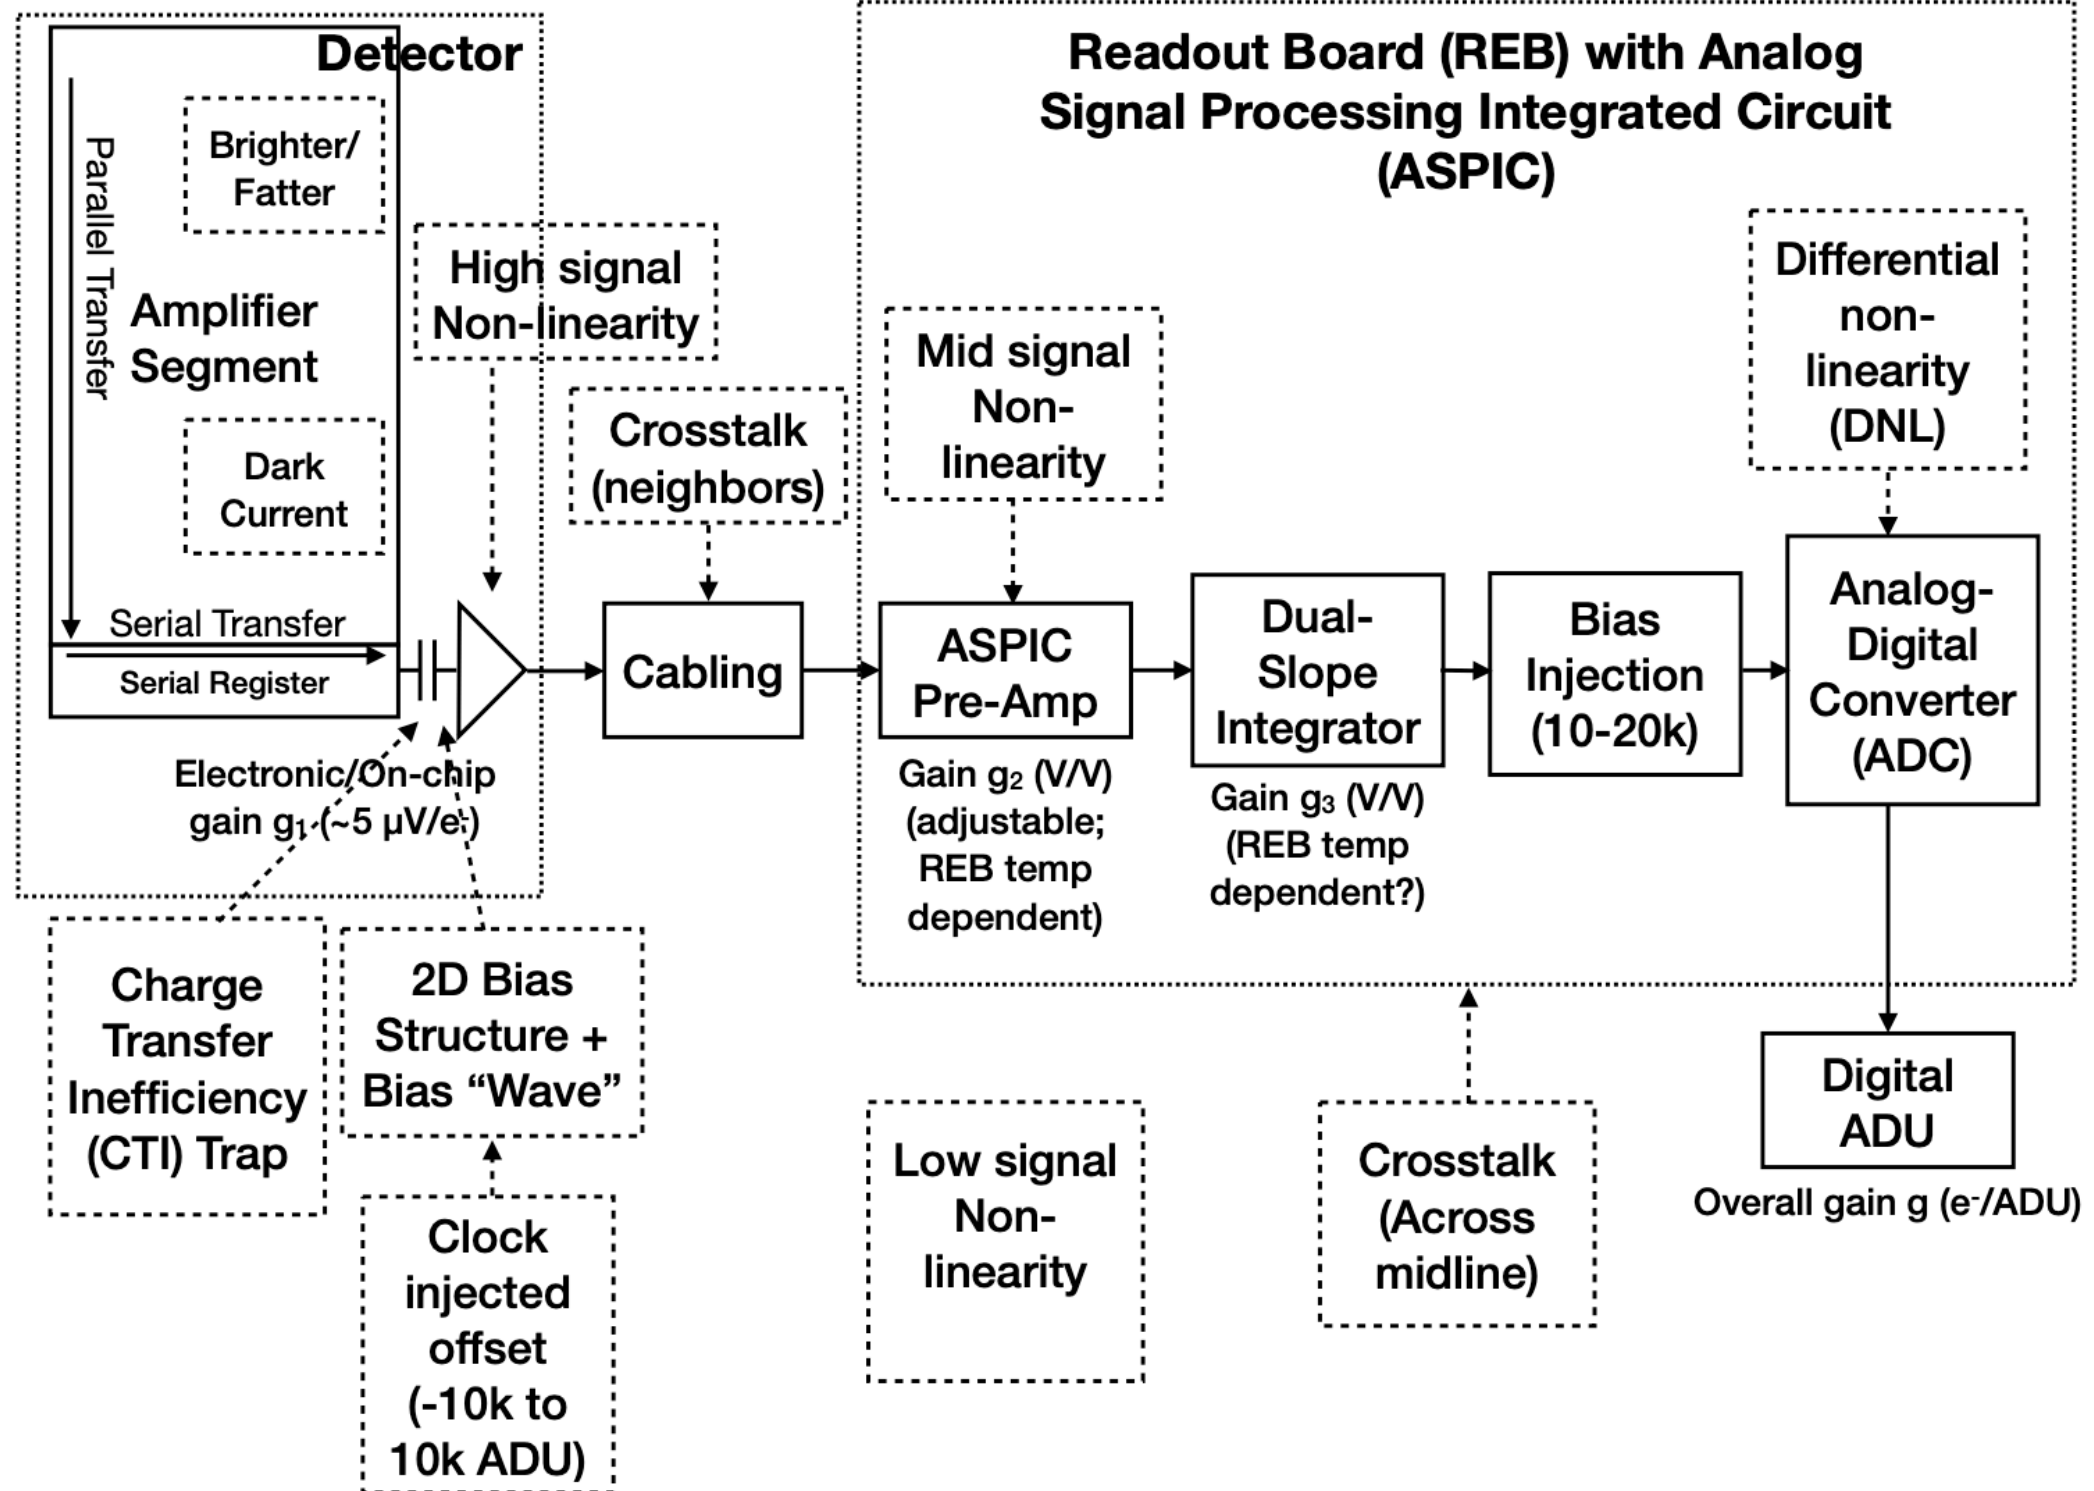 Detector
Parallel Transfer
Brighter/
Fatter
Amplifier
Segment
Dark
Current
Serial Transfer
Serial Register
High signal
Non-linearity
Electronic/On-chip
gain g₁ (~5 µV/e⁻)
Crosstalk
(neighbors)
Cabling
Charge
Transfer
Inefficiency
(CTI) Trap
2D Bias
Structure +
Bias “Wave”
Clock
injected
offset
(-10k to
10k ADU)
Readout Board (REB) with Analog
Signal Processing Integrated Circuit
(ASPIC)
Mid signal
Non-
linearity
ASPIC
Pre-Amp
Gain g₂ (V/V)
(adjustable;
REB temp
dependent)
Dual-
Slope
Integrator
Gain g₃ (V/V)
(REB temp
dependent?)
Bias
Injection
(10-20k)
Differential
non-
linearity
(DNL)
Analog-
Digital
Converter
(ADC)
Low signal
Non-
linearity
Crosstalk
(Across
midline)
Digital
ADU
Overall gain g (e⁻/ADU)